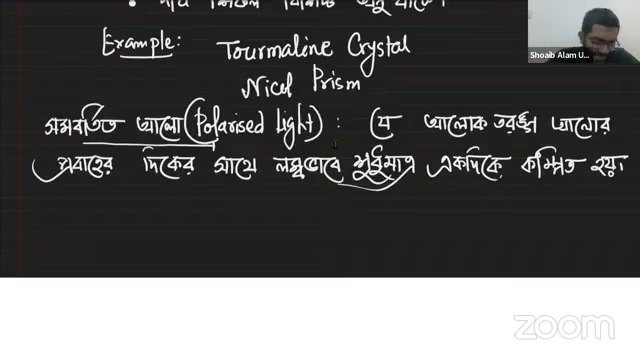 Example: Tourmaline Crystal
Nicol Prism
সমবর্তিত আলো (Polarised Light) : যে আলোক তরঙ্গ আলোর
প্রবাহের দিকের সাথে লম্বভাবে শুধুমাত্র একদিকে কম্পিত হয়।
Shoaib Alam U...
zoom